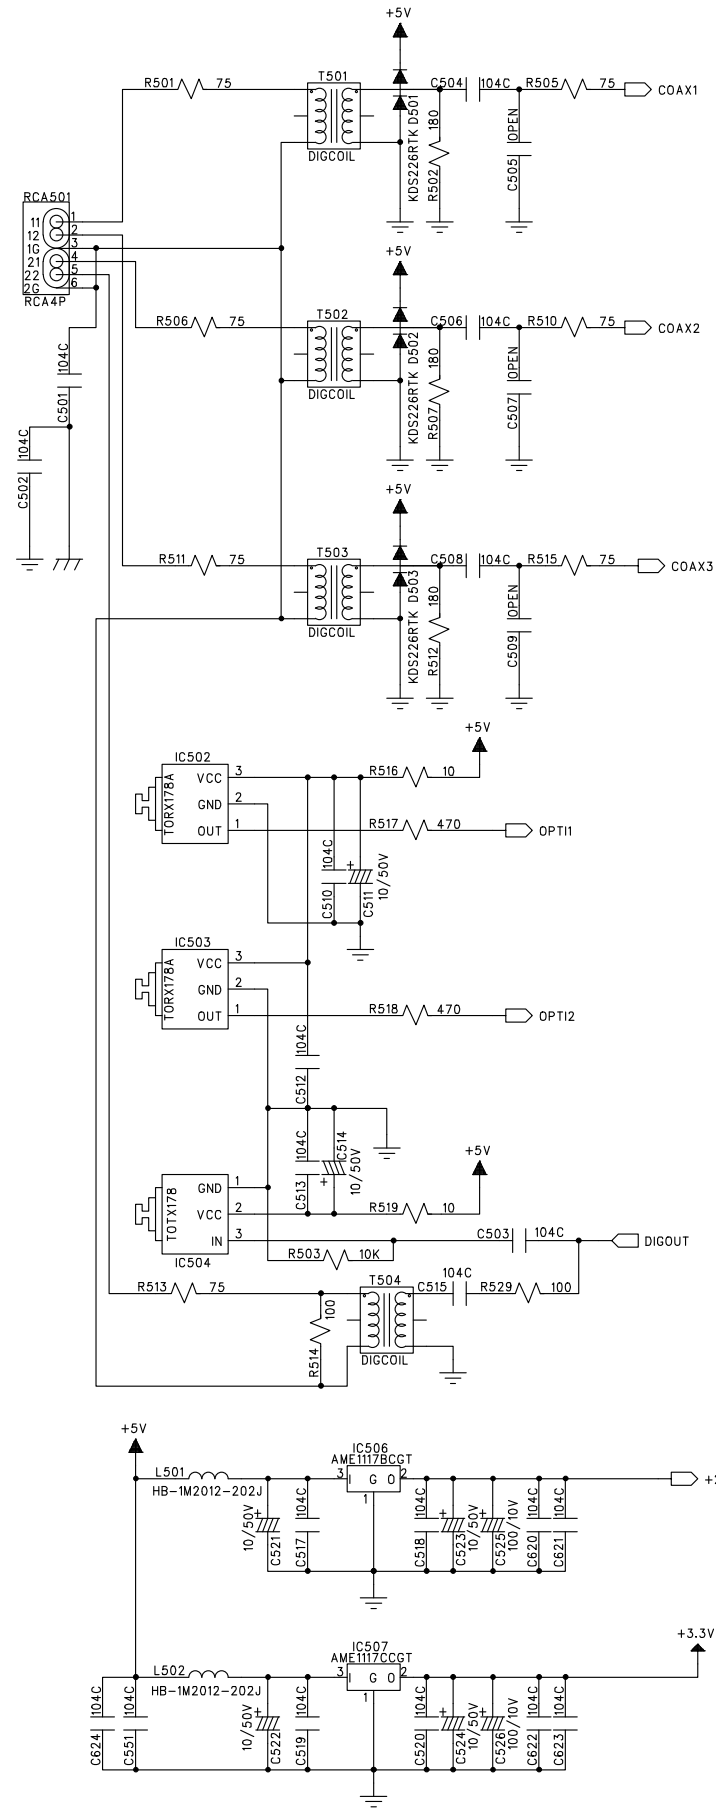 +5V
R501 75
T501
DIGCOIL
KDS226RTK D501
C504 104C
R502 180
C505 OPEN
R505 75
COAX1
RCA501
11 1
12 2
1G 3
21 4
22 5
2G 6
RCA4P
+5V
R506 75
T502
DIGCOIL
KDS226RTK D502
C506 104C
R507 180
C507 OPEN
R510 75
COAX2
C501 104C
C502 104C
+5V
R511 75
T503
DIGCOIL
KDS226RTK D503
C508 104C
R512 180
C509 OPEN
R515 75
COAX3
+5V
IC502
TORX178A
VCC 3
GND 2
OUT 1
R516 10
R517 470
OPTI1
C510 104C
C511 10/50V
+
IC503
TORX178A
VCC 3
GND 2
OUT 1
R518 470
OPTI2
C512 104C
C513 104C
C514 10/50V
+
+5V
TOTX178
GND 1
VCC 2
IN 3
IC504
R519 10
R503 10K
C503 104C
DIGOUT
R513 75
R514 100
T504
DIGCOIL
C515 104C
R529 100
+5V
L501
HB-1M2012-202J
C521 10/50V
+
C517 104C
IC506
AME1117BCGT
3 I G O 2
1
C518 104C
C523 10/50V
+
C525 100/10V
+
C620 104C
C621 104C
L502
HB-1M2012-202J
C624 104C
C551 104C
C522 10/50V
+
C519 104C
IC507
AME1117CCGT
3 I G O 2
1
C520 104C
C524 10/50V
+
C526 100/10V
+
C622 104C
C623 104C
+3.3V